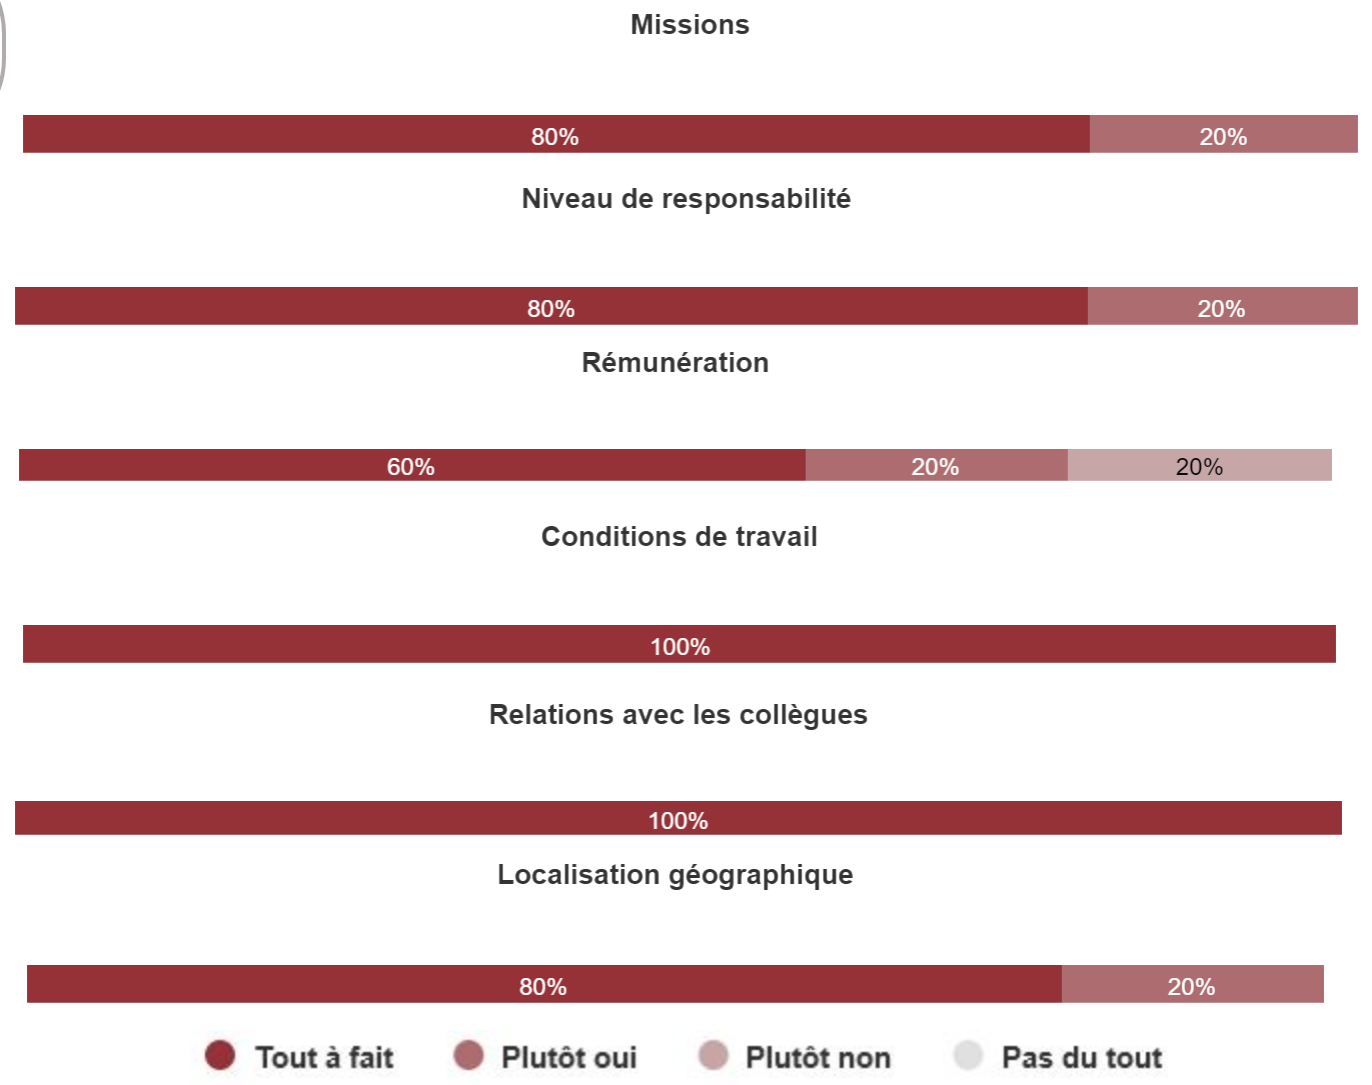 Missions
80% 20%
Niveau de responsabilité
80% 20%
Rémunération
60% 20% 20%
Conditions de travail
100%
Relations avec les collègues
100%
Localisation géographique
80% 20%
Tout à fait Plutôt oui Plutôt non Pas du tout